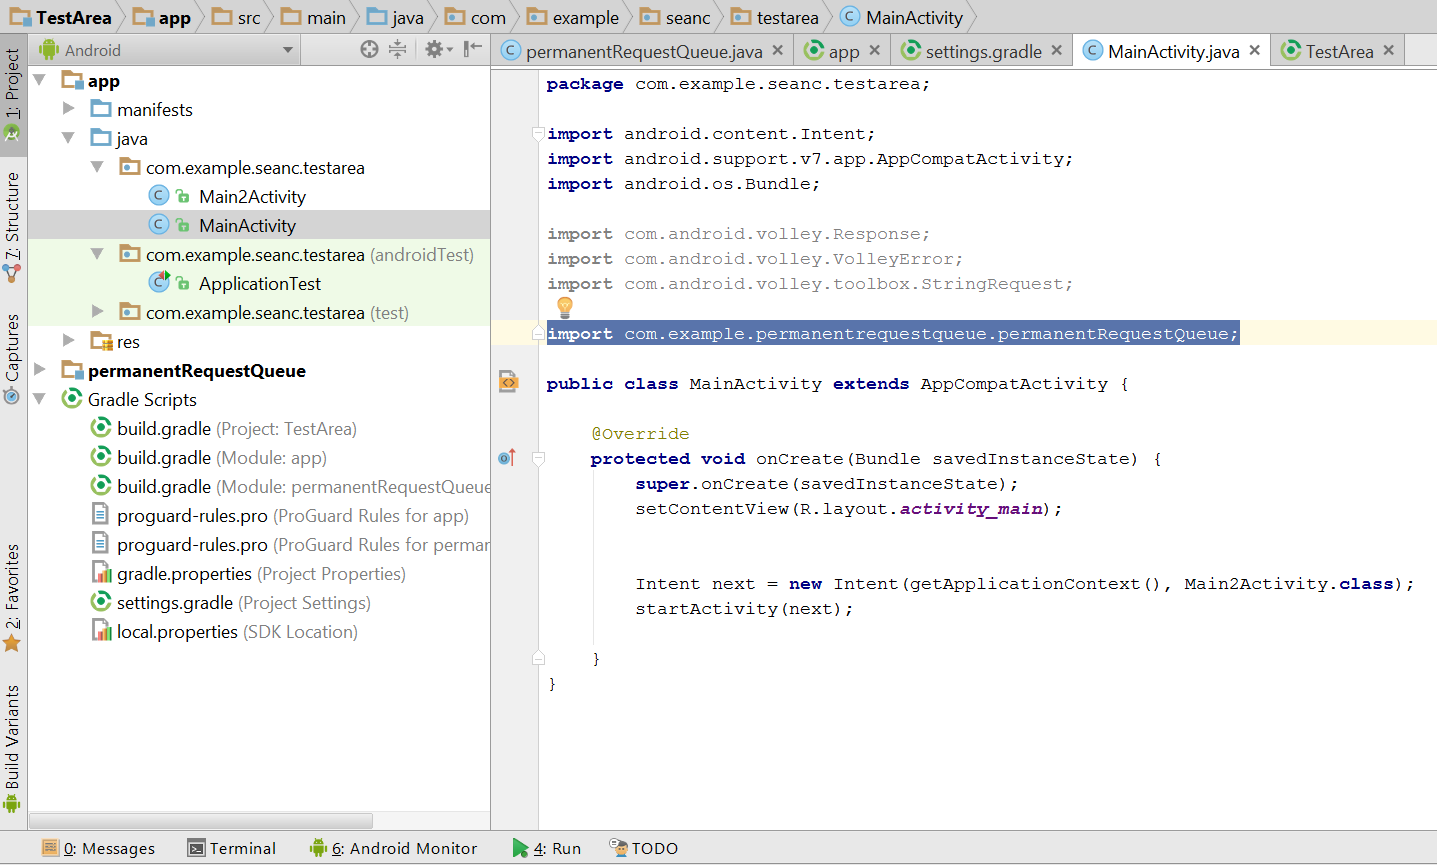 TestArea app src main java com example seanc testarea MainActivity
Android
permanentRequestQueue.java app settings.gradle MainActivity.java TestArea
1: Project
7: Structure
Captures
2: Favorites
Build Variants
app
manifests
java
com.example.seanc.testarea
Main2Activity
MainActivity
com.example.seanc.testarea (androidTest)
ApplicationTest
com.example.seanc.testarea (test)
res
permanentRequestQueue
Gradle Scripts
build.gradle (Project: TestArea)
build.gradle (Module: app)
build.gradle (Module: permanentRequestQueue
proguard-rules.pro (ProGuard Rules for app)
proguard-rules.pro (ProGuard Rules for perman
gradle.properties (Project Properties)
settings.gradle (Project Settings)
local.properties (SDK Location)
package com.example.seanc.testarea;
import android.content.Intent;
import android.support.v7.app.AppCompatActivity;
import android.os.Bundle;
import com.android.volley.Response;
import com.android.volley.VolleyError;
import com.android.volley.toolbox.StringRequest;
import com.example.permanentrequestqueue.permanentRequestQueue;
public class MainActivity extends AppCompatActivity {
@Override
protected void onCreate(Bundle savedInstanceState) {
super.onCreate(savedInstanceState);
setContentView(R.layout.activity_main);
Intent next = new Intent(getApplicationContext(), Main2Activity.class);
startActivity(next);
}
}
0: Messages Terminal 6: Android Monitor 4: Run TODO